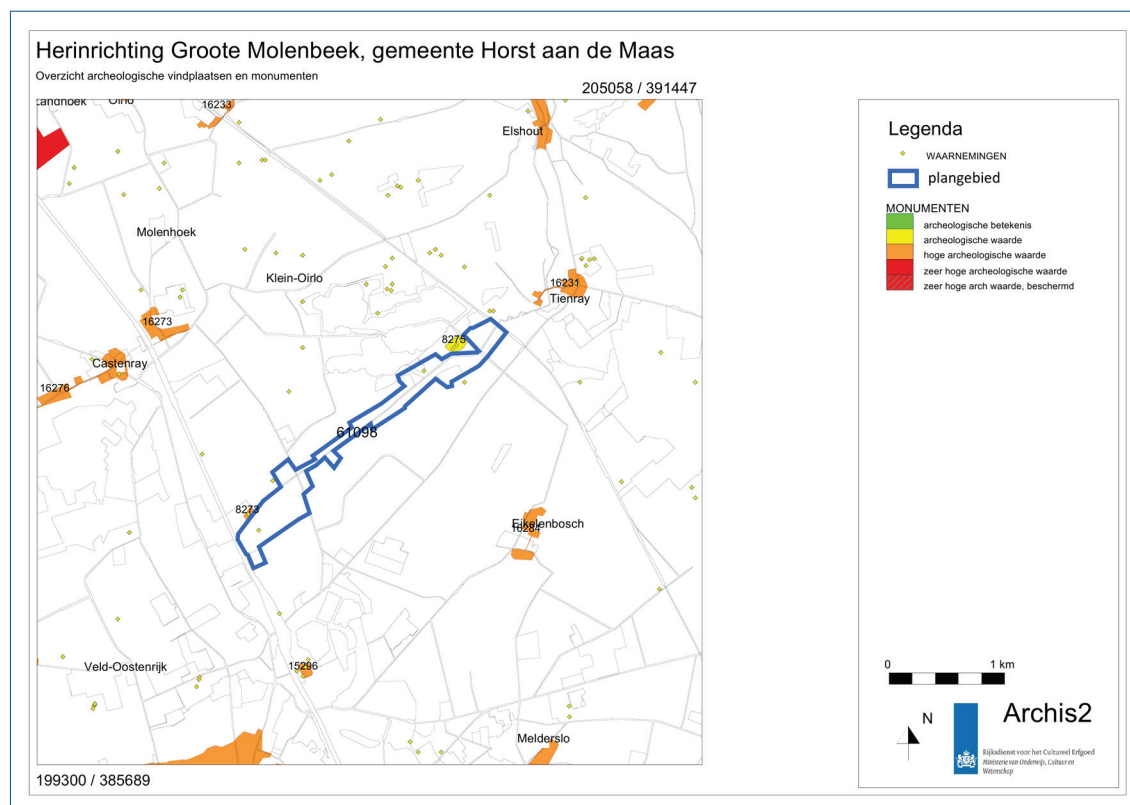 Herinrichting Groote Molenbeek, gemeente Horst aan de Maas
Overzicht archeologische vindplaatsen en monumenten
205058 / 391447
Landhoek
Oirlo
16233
Elshout
Molenhoek
Klein-Oirlo
16231
Tienray
16273
8275
Castenray
16276
61098
8273
Eikelenbosch
16284
Veld-Oostenrijk
15296
Melderslo
199300 / 385689
Legenda
WAARNEMINGEN
plangebied
MONUMENTEN
archeologische betekenis
archeologische waarde
hoge archeologische waarde
zeer hoge archeologische waarde
zeer hoge arch waarde, beschermd
0 1 km
N
Archis2
Rijksdienst voor het Cultureel Erfgoed
Ministerie van Onderwijs, Cultuur en
Wetenschap